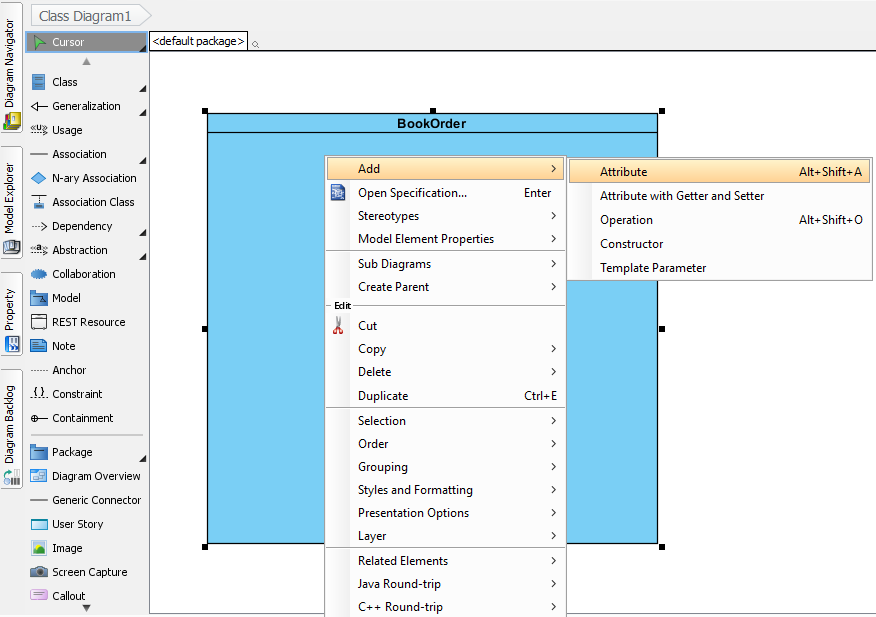 Class Diagram1
Diagram Navigator
Model Explorer
Property
Diagram Backlog
Cursor
Class
Generalization
Usage
Association
N-ary Association
Association Class
Dependency
Abstraction
Collaboration
Model
REST Resource
Note
Anchor
Constraint
Containment
Package
Diagram Overview
Generic Connector
User Story
Image
Screen Capture
Callout
<default package>
BookOrder
Add
Open Specification... Enter
Stereotypes
Model Element Properties
Sub Diagrams
Create Parent
Edit
Cut
Copy
Delete
Duplicate Ctrl+E
Selection
Order
Grouping
Styles and Formatting
Presentation Options
Layer
Related Elements
Java Round-trip
C++ Round-trip
Attribute Alt+Shift+A
Attribute with Getter and Setter
Operation Alt+Shift+O
Constructor
Template Parameter